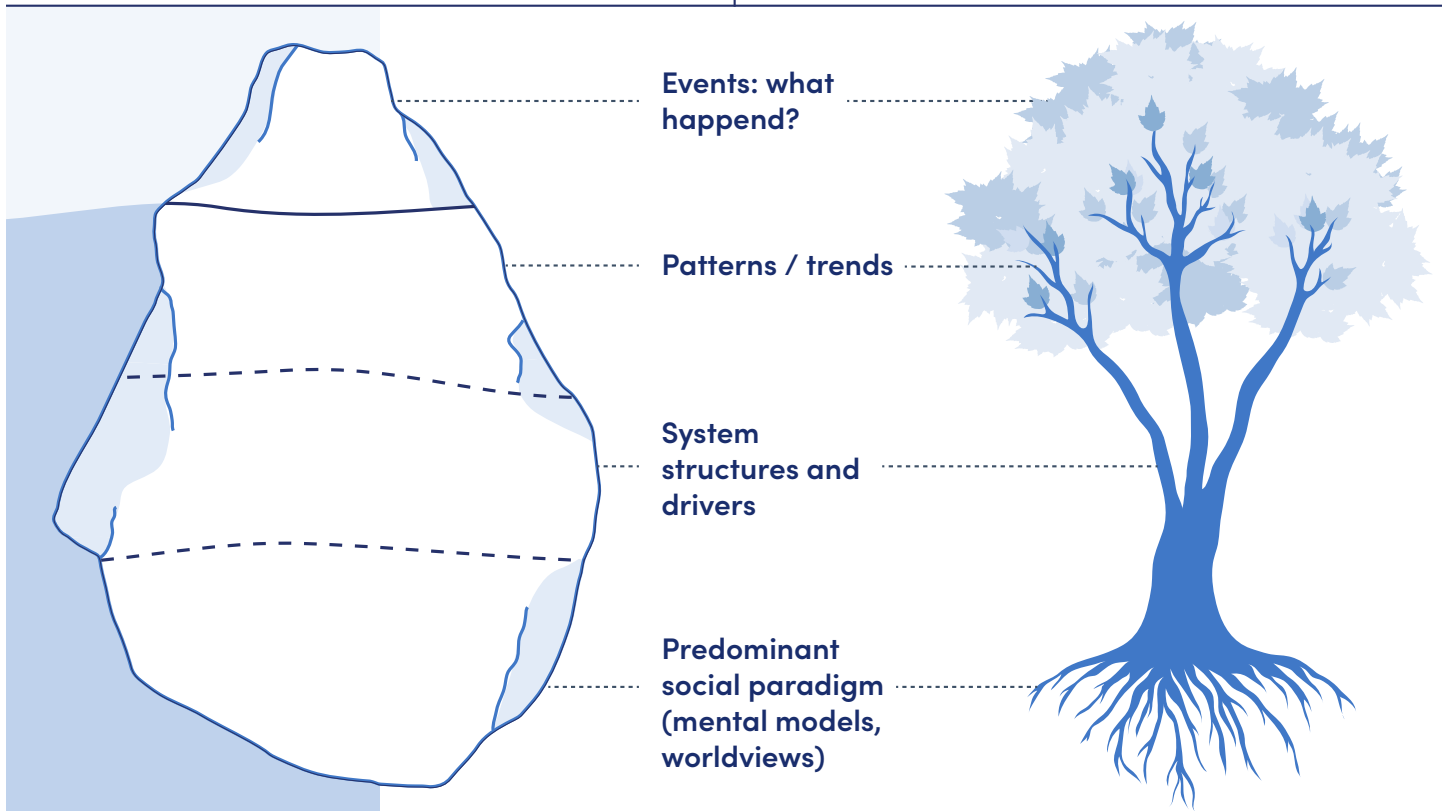 Events: what
happend?
Patterns / trends
System
structures and
drivers
Predominant
social paradigm
(mental models,
worldviews)